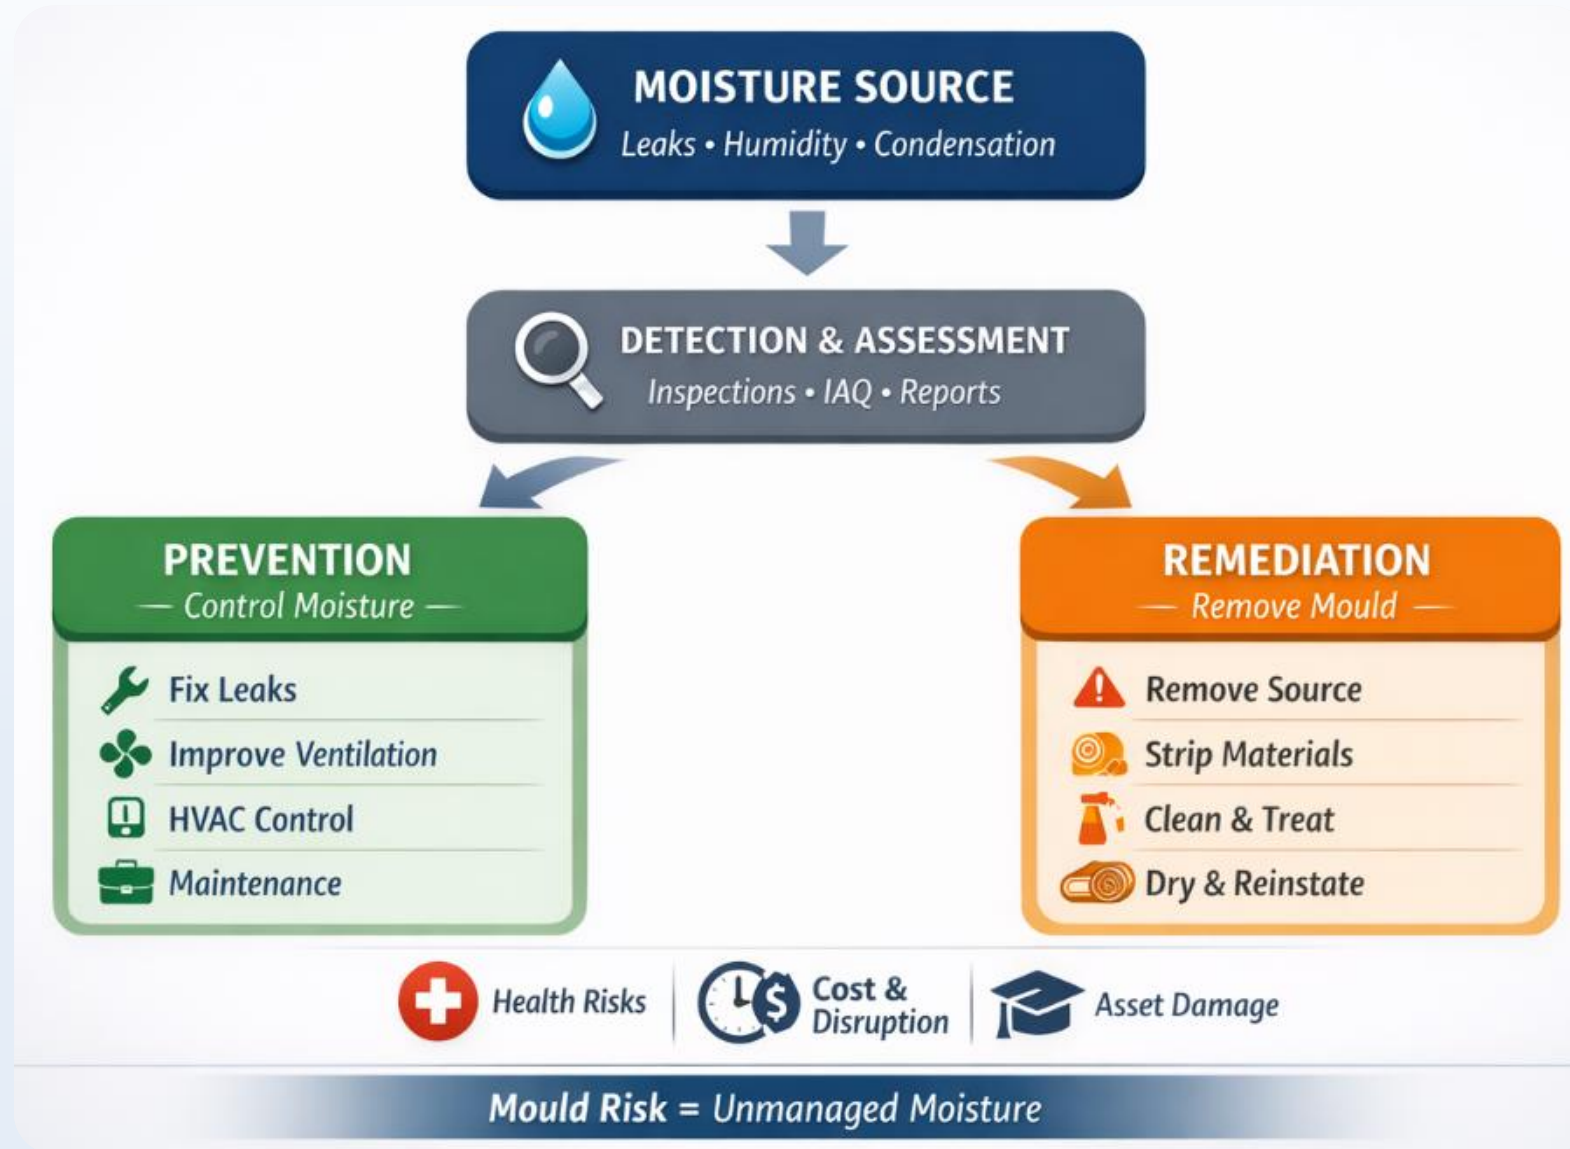 MOISTURE SOURCE
Leaks • Humidity • Condensation
DETECTION & ASSESSMENT
Inspections • IAQ • Reports
PREVENTION
— Control Moisture —
Fix Leaks
Improve Ventilation
HVAC Control
Maintenance
REMEDIATION
— Remove Mould —
Remove Source
Strip Materials
Clean & Treat
Dry & Reinstate
Health Risks
$
Cost &
Disruption
Asset Damage
Mould Risk = Unmanaged Moisture